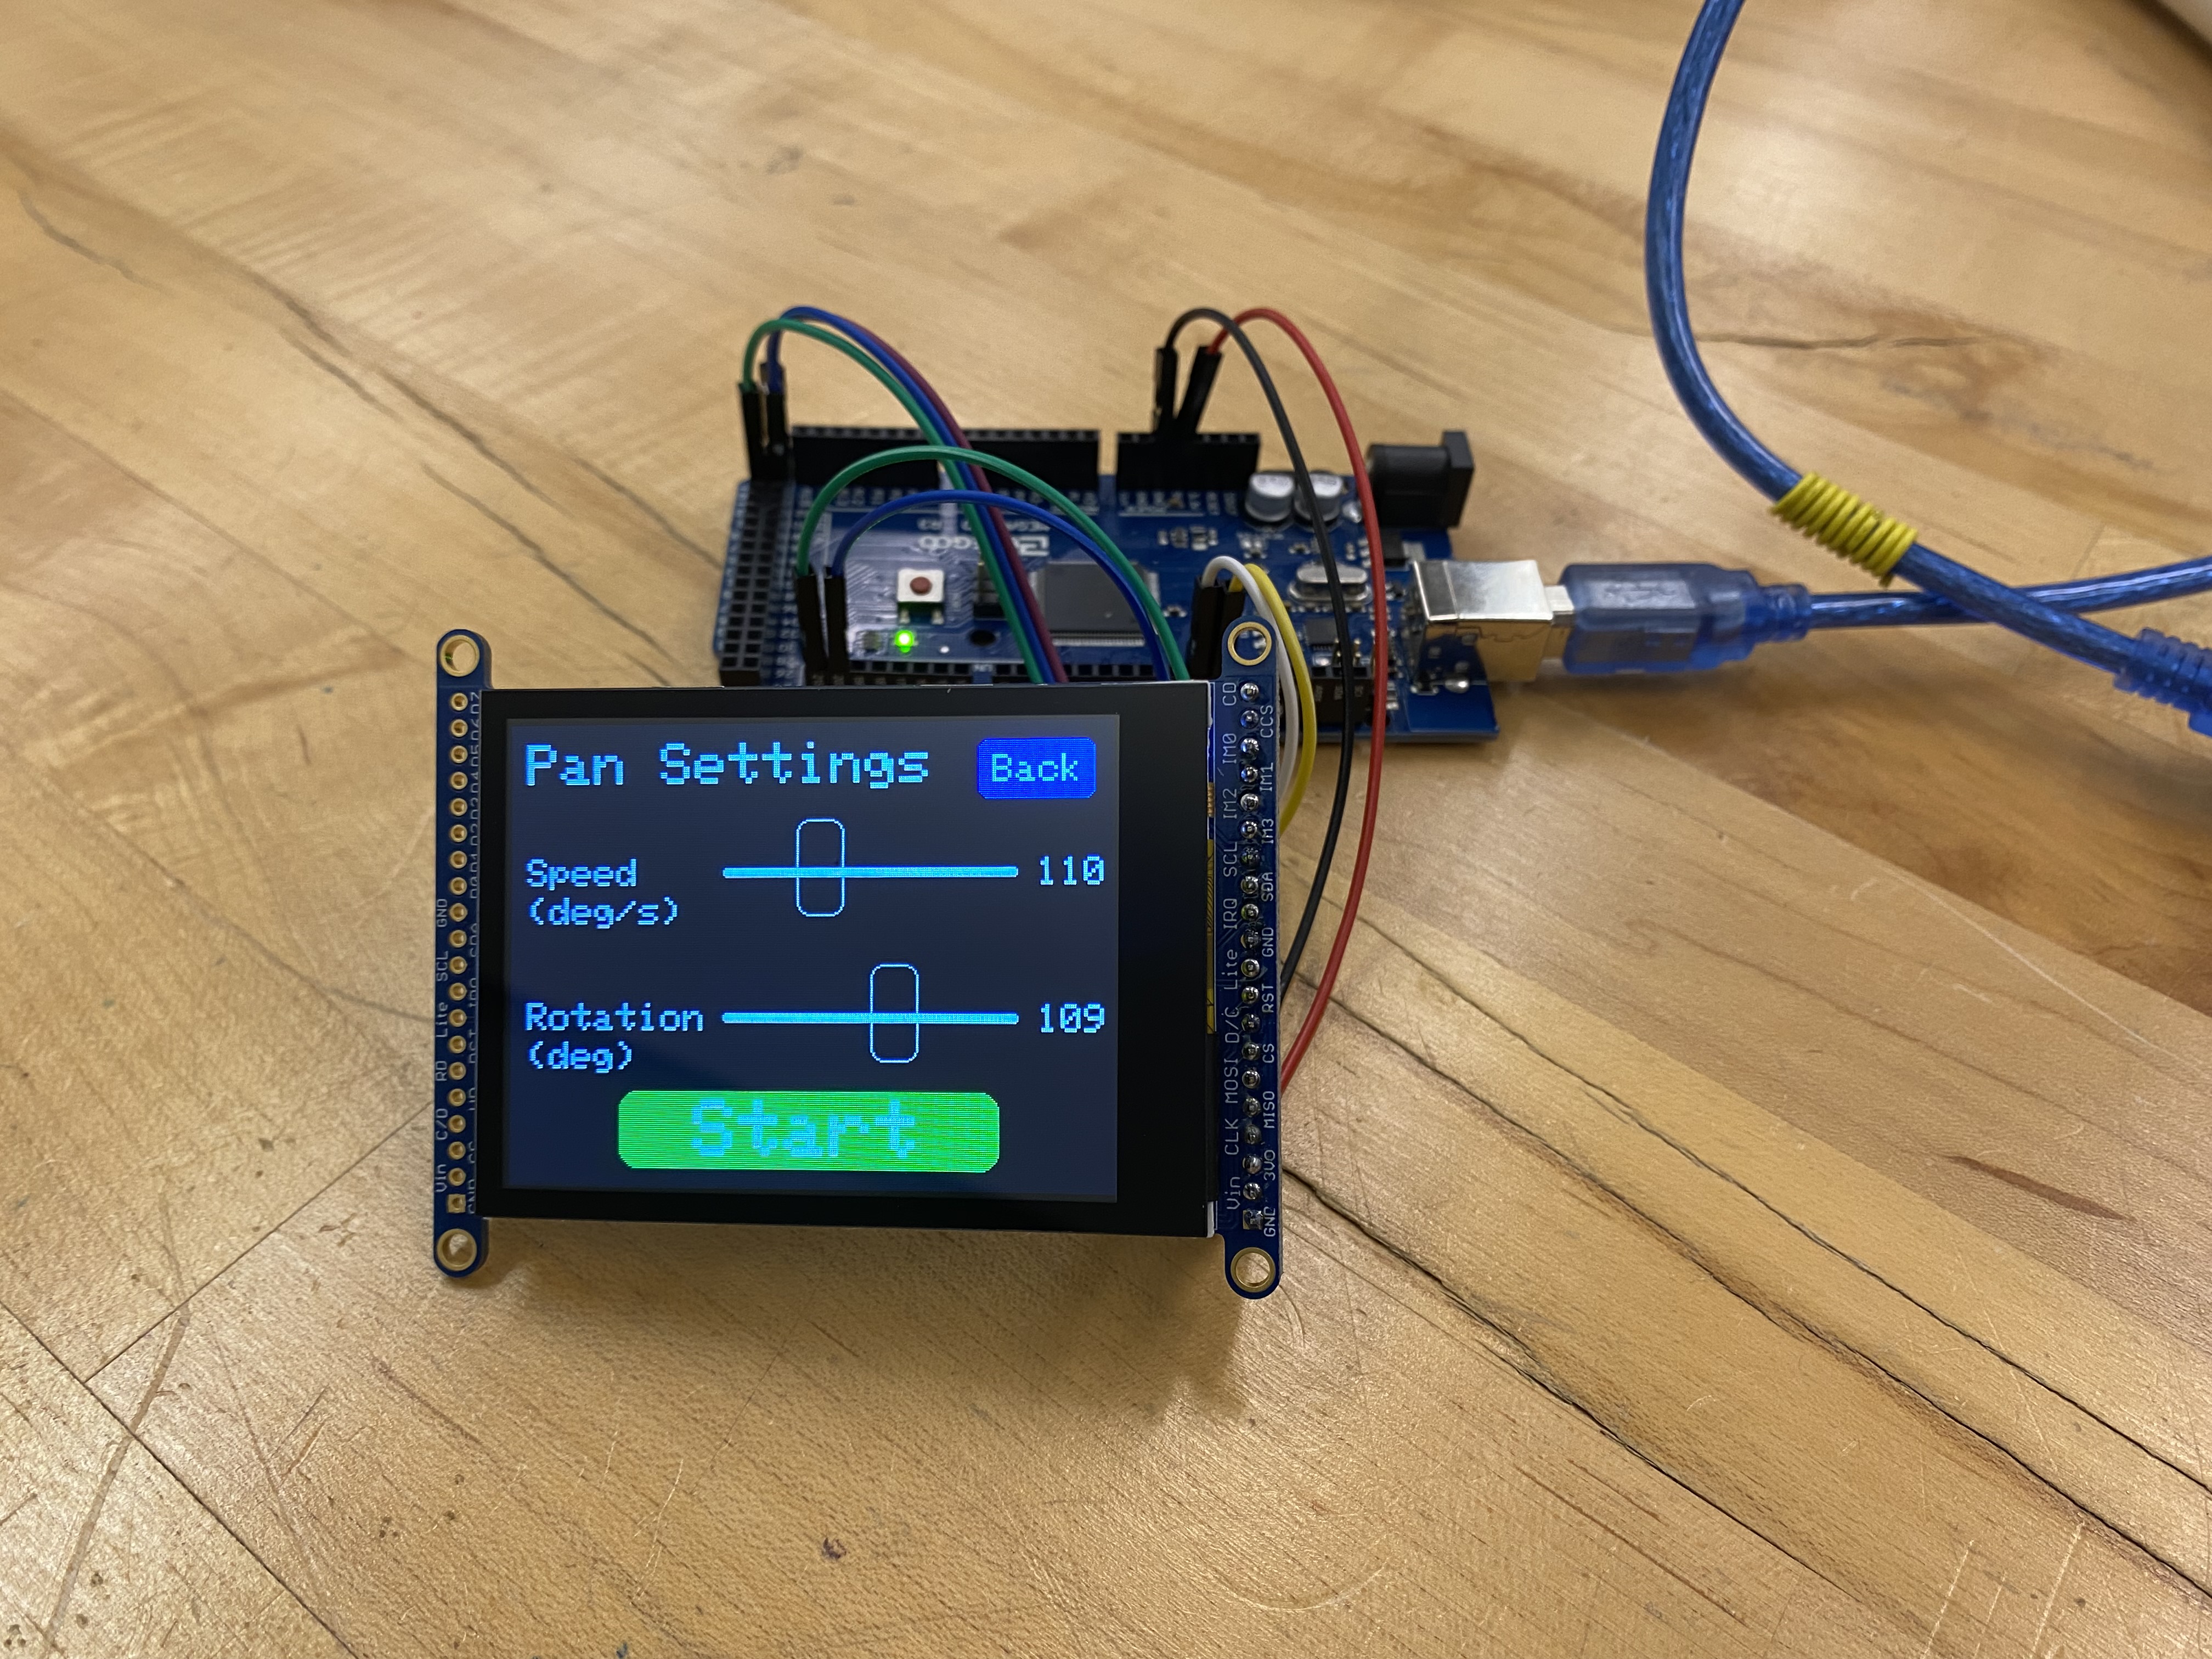 Pan Settings
Back
Speed
(deg/s)
110
Rotation
(deg)
109
Start
GND
SCL
Lite
RD
C/D
Vin
CD
CCS
IM0
IM1
IM2
IM3
SCL
SDA
IRQ
GND
Lite
RST
D/C
CS
MOSI
MISO
CLK
3V0
Vin
GND